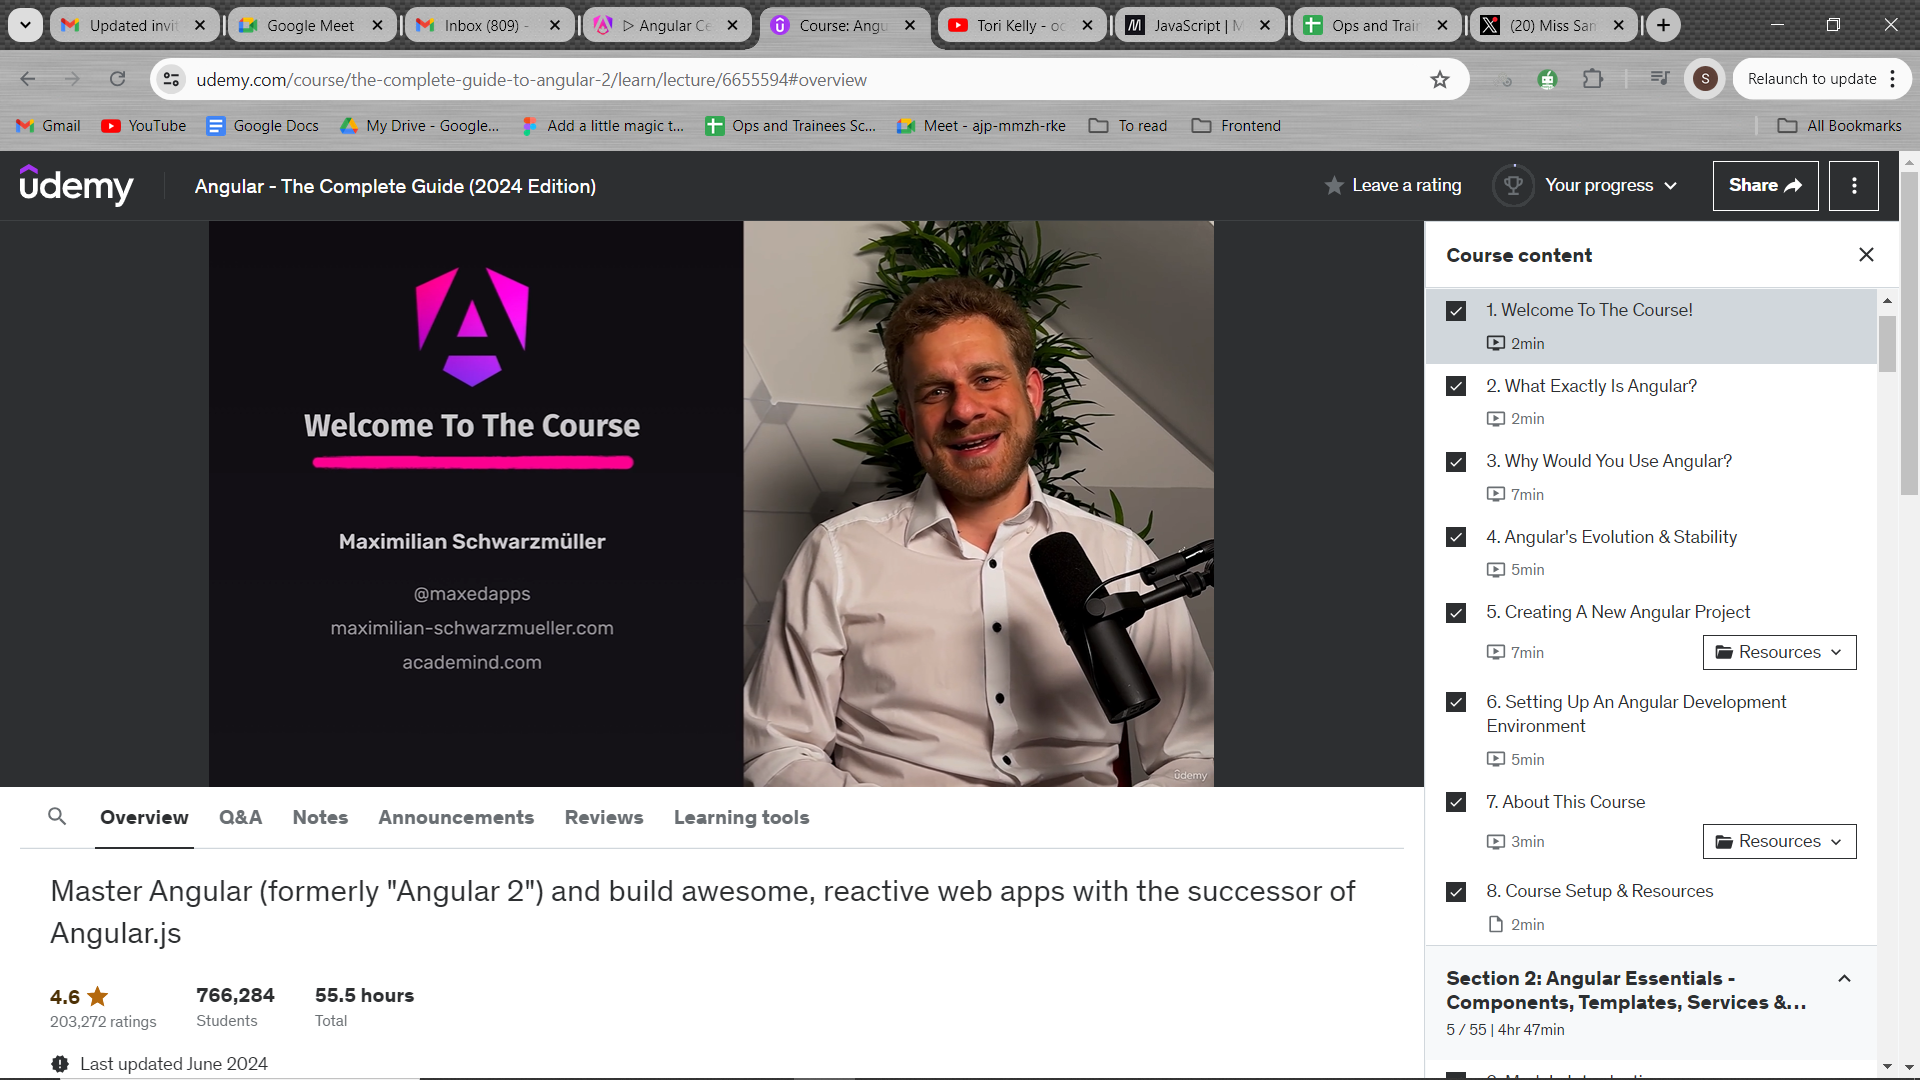 Updated invit
Google Meet
Inbox (809) -
Angular Ce
Course: Angu
Tori Kelly - oc
JavaScript | M
Ops and Train
(20) Miss San
udemy.com/course/the-complete-guide-to-angular-2/learn/lecture/6655594#overview
S
Relaunch to update
Gmail
YouTube
Google Docs
My Drive - Google...
Add a little magic t...
Ops and Trainees Sc...
Meet - ajp-mmzh-rke
To read
Frontend
All Bookmarks
udemy
Angular - The Complete Guide (2024 Edition)
Leave a rating
Your progress
Share
Welcome To The Course
Maximilian Schwarzmüller
@maxedapps
maximilian-schwarzmueller.com
academind.com
udemy
Course content
1. Welcome To The Course!
2min
2. What Exactly Is Angular?
2min
3. Why Would You Use Angular?
7min
4. Angular's Evolution & Stability
5min
5. Creating A New Angular Project
7min
Resources
6. Setting Up An Angular Development
Environment
5min
7. About This Course
3min
Resources
8. Course Setup & Resources
2min
Section 2: Angular Essentials -
Components, Templates, Services &...
5 / 55 | 4hr 47min
Overview
Q&A
Notes
Announcements
Reviews
Learning tools
Master Angular (formerly "Angular 2") and build awesome, reactive web apps with the successor of
Angular.js
4.6
203,272 ratings
766,284
Students
55.5 hours
Total
Last updated June 2024